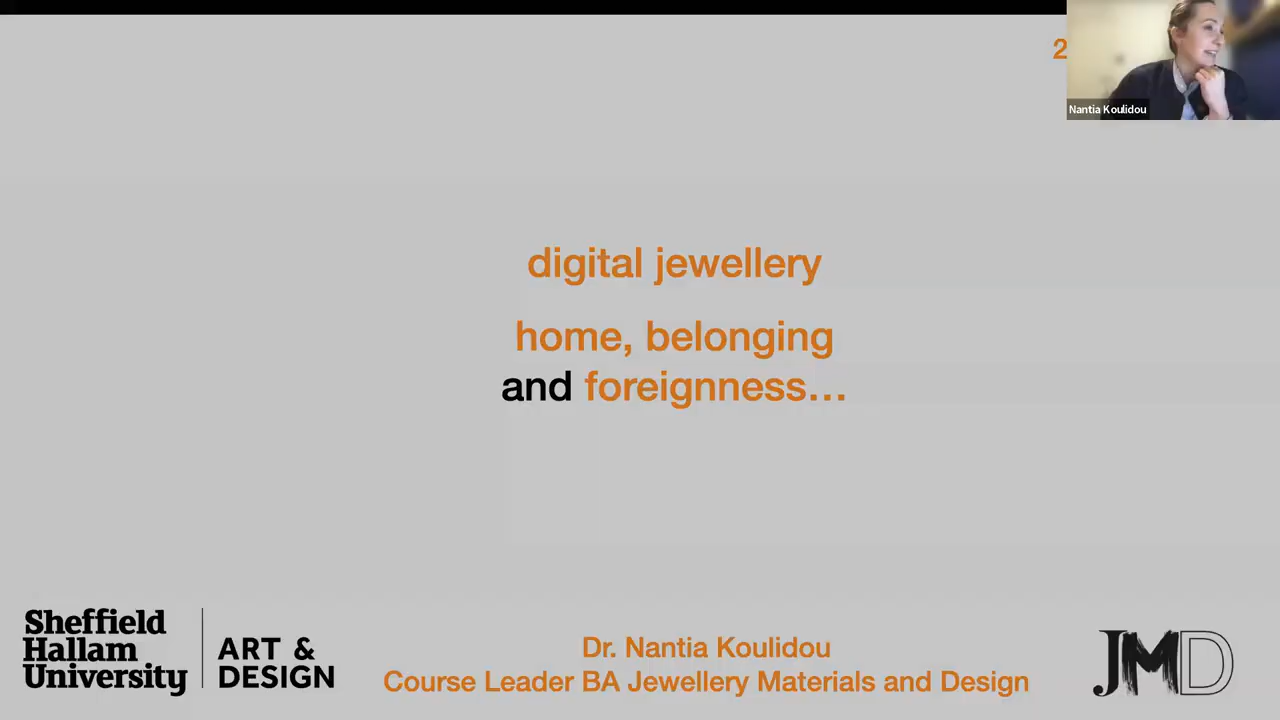 2
Nantia Koulidou
digital jewellery
home, belonging
and foreignness...
Sheffield
Hallam
University
ART &
DESIGN
Dr. Nantia Koulidou
Course Leader BA Jewellery Materials and Design
JMD